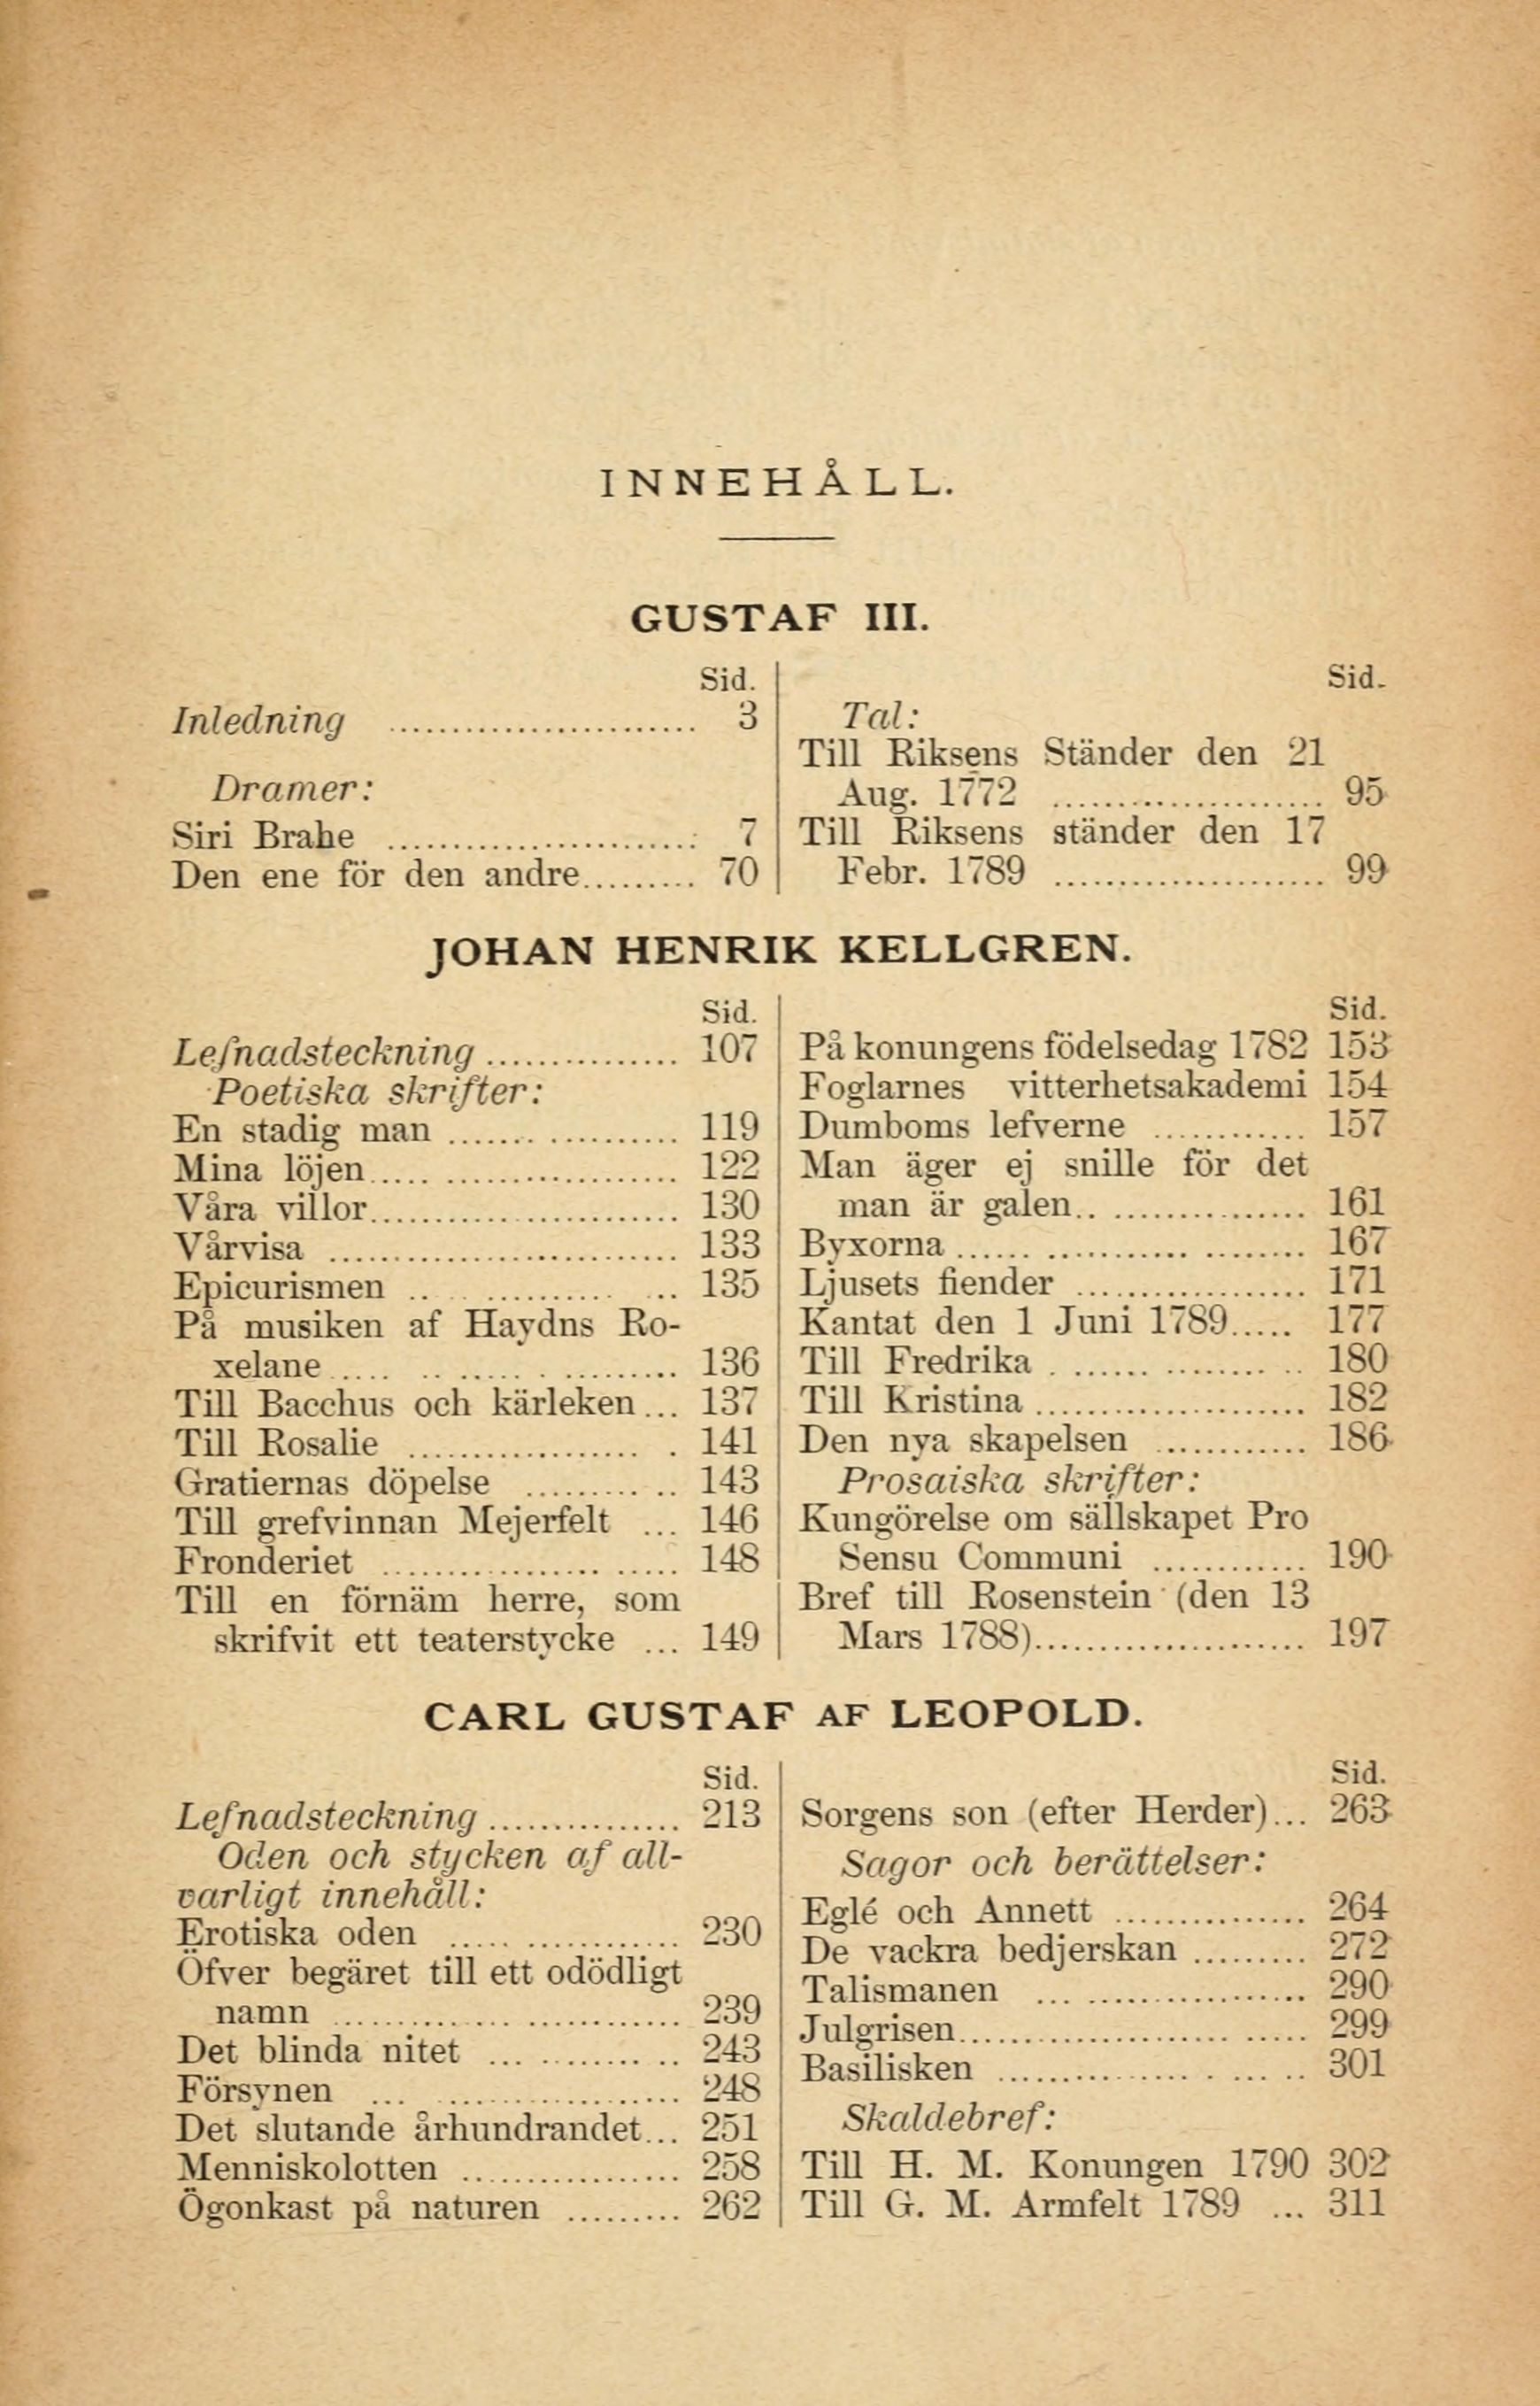 INNEHÅLL.
GUSTAF III.
Sid.
Inledning ........................ 3
Dramer:
Siri Brahe ........................ 7
Den ene för den andre......... 70
Sid.
Tal:
Till Riksens Ständer den 21
Aug. 1772 ..................... 95
Till Riksens ständer den 17
Febr. 1789 ..................... 99
JOHAN HENRIK KELLGREN.
Sid.
Lefnadsteckning ............... 107
Poetiska skrifter:
En stadig man .................. 119
Mina löjen........................ 122
Våra villor........................ 130
Vårvisa ........................... 133
Epicurismen ..................... 135
På musiken af Haydns Ro-
xelane ........................... 136
Till Bacchus och kärleken... 137
Till Rosalie ..................... 141
Gratiernas döpelse ............ 143
Till grefvinnan Mejerfelt ... 146
Fronderiet ........................ 148
Till en förnäm herre, som
skrifvit ett teaterstycke ... 149
Sid.
På konungens födelsedag 1782 153
Foglarnes vitterhetsakademi 154
Dumboms lefverne ............ 157
Man äger ej snille för det
man är galen.................. 161
Byxorna ........................... 167
Ljusets fiender .................. 171
Kantat den 1 Juni 1789...... 177
Till Fredrika ..................... 180
Till Kristina ..................... 182
Den nya skapelsen ............ 186
Prosaiska skrifter:
Kungörelse om sällskapet Pro
Sensu Communi ............ 190
Bref till Rosenstein (den 13
Mars 1788)..................... 197
CARL GUSTAF AF LEOPOLD.
Sid.
Lefnadsteckning ............... 213
Oden och stycken af all-
varligt innehåll:
Erotiska oden .................. 230
Öfver begäret till ett odödligt
namn ........................... 239
Det blinda nitet ............... 243
Försynen ........................ 248
Det slutande århundrandet... 251
Menniskolotten .................. 258
Ögonkast på naturen ......... 262
Sid.
Sorgens son (efter Herder)... 263
Sagor och berättelser:
Eglé och Annett ............... 264
De vackra bedjerskan ......... 272
Talismanen ..................... 290
Julgrisen........................... 299
Basilisken ........................ 301
Skaldebref:
Till H. M. Konungen 1790 302
Till G. M. Armfelt 1789 ... 311